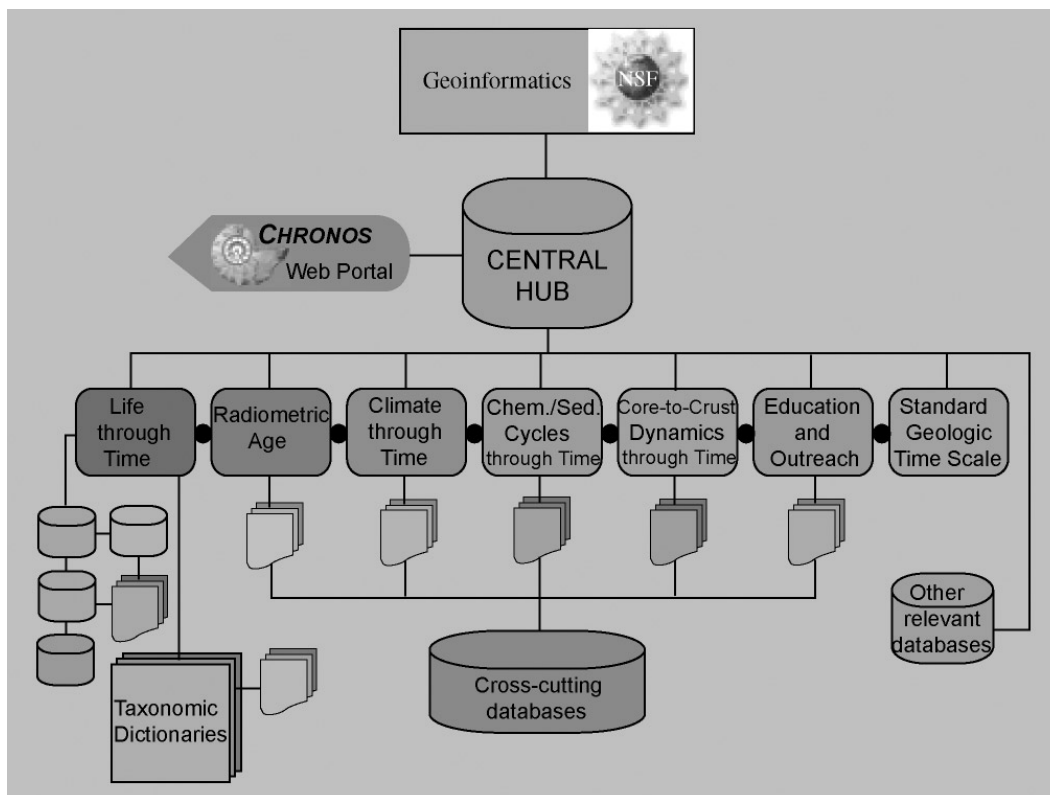 Geoinformatics
NSF
CHRONOS
Web Portal
CENTRAL
HUB
Life
through
Time
Radiometric
Age
Climate
through
Time
Chem./Sed.
Cycles
through Time
Core-to-Crust
Dynamics
through Time
Education
and
Outreach
Standard
Geologic
Time Scale
Other
relevant
databases
Cross-cutting
databases
Taxonomic
Dictionaries